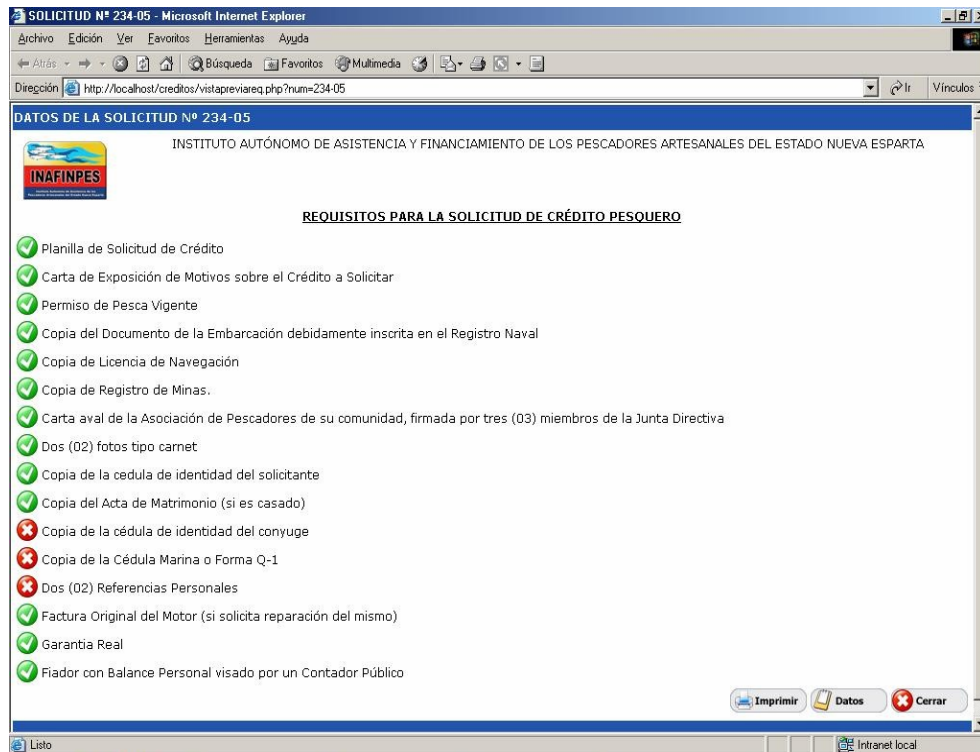 SOLICITUD Nº 234-05 - Microsoft Internet Explorer
Archivo Edición Ver Favoritos Herramientas Ayuda
Atrás Búsqueda Favoritos Multimedia
Dirección http://localhost/creditos/vistapreviareq.php?num=234-05 Ir Vínculos
DATOS DE LA SOLICITUD Nº 234-05
INSTITUTO AUTÓNOMO DE ASISTENCIA Y FINANCIAMIENTO DE LOS PESCADORES ARTESANALES DEL ESTADO NUEVA ESPARTA
INAFINPES
REQUISITOS PARA LA SOLICITUD DE CRÉDITO PESQUERO
Planilla de Solicitud de Crédito
Carta de Exposición de Motivos sobre el Crédito a Solicitar
Permiso de Pesca Vigente
Copia del Documento de la Embarcación debidamente inscrita en el Registro Naval
Copia de Licencia de Navegación
Copia de Registro de Minas.
Carta aval de la Asociación de Pescadores de su comunidad, firmada por tres (03) miembros de la Junta Directiva
Dos (02) fotos tipo carnet
Copia de la cedula de identidad del solicitante
Copia del Acta de Matrimonio (si es casado)
Copia de la cédula de identidad del conyuge
Copia de la Cédula Marina o Forma Q-1
Dos (02) Referencias Personales
Factura Original del Motor (si solicita reparación del mismo)
Garantia Real
Fiador con Balance Personal visado por un Contador Público
Imprimir Datos Cerrar
Listo Intranet local